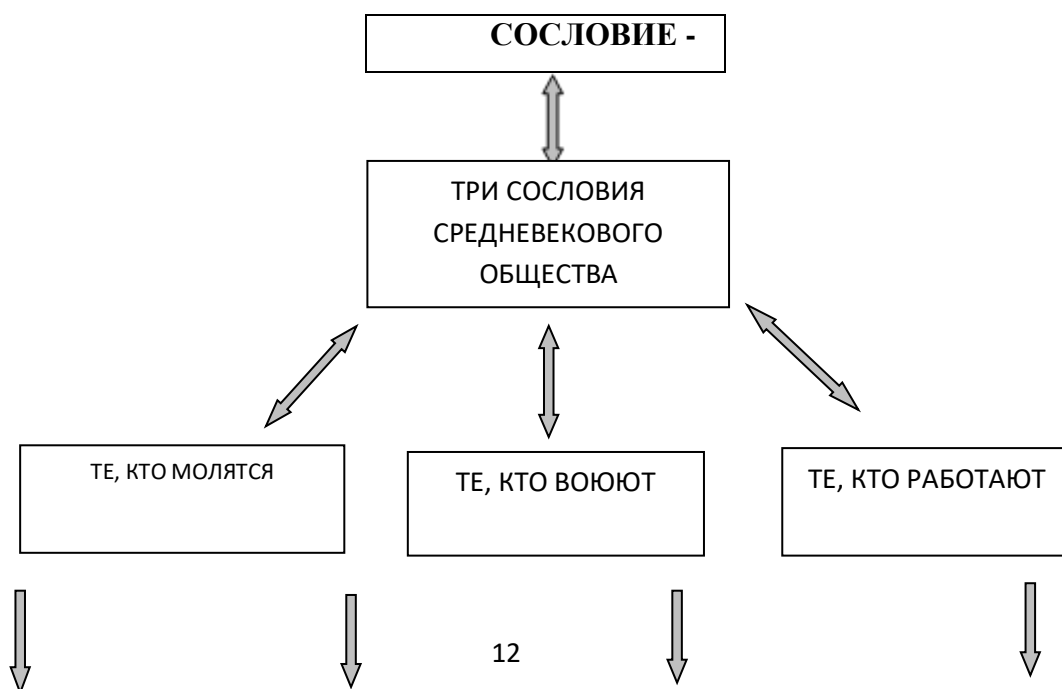 СОСЛОВИЕ -
ТРИ СОСЛОВИЯ
СРЕДНЕВЕКОВОГО
ОБЩЕСТВА
ТЕ, КТО МОЛЯТСЯ
ТЕ, КТО ВОЮЮТ
ТЕ, КТО РАБОТАЮТ
12